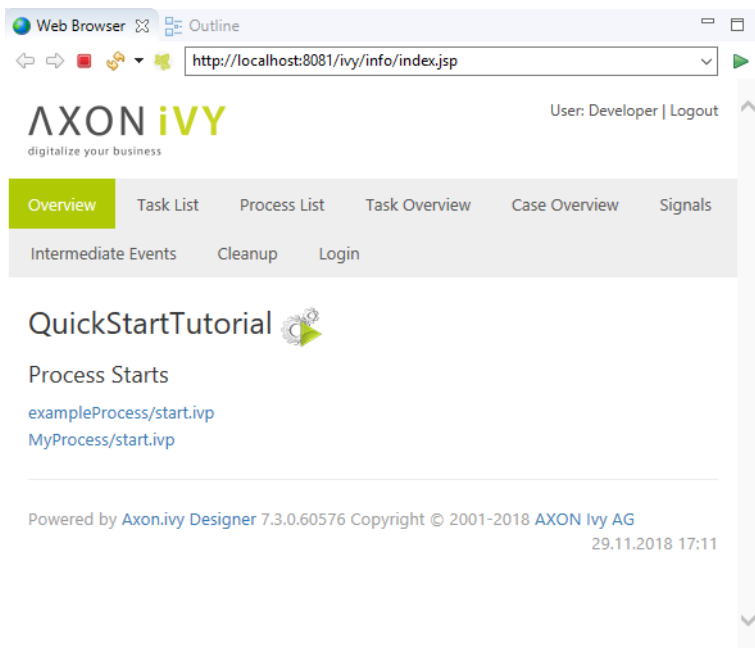 Web Browser Outline
http://localhost:8081/ivy/info/index.jsp
AXON iVY
digitalize your business
User: Developer | Logout
Overview Task List Process List Task Overview Case Overview Signals
Intermediate Events Cleanup Login
QuickStartTutorial
Process Starts
exampleProcess/start.ivp
MyProcess/start.ivp
Powered by Axon.ivy Designer 7.3.0.60576 Copyright © 2001-2018 AXON Ivy AG
29.11.2018 17:11